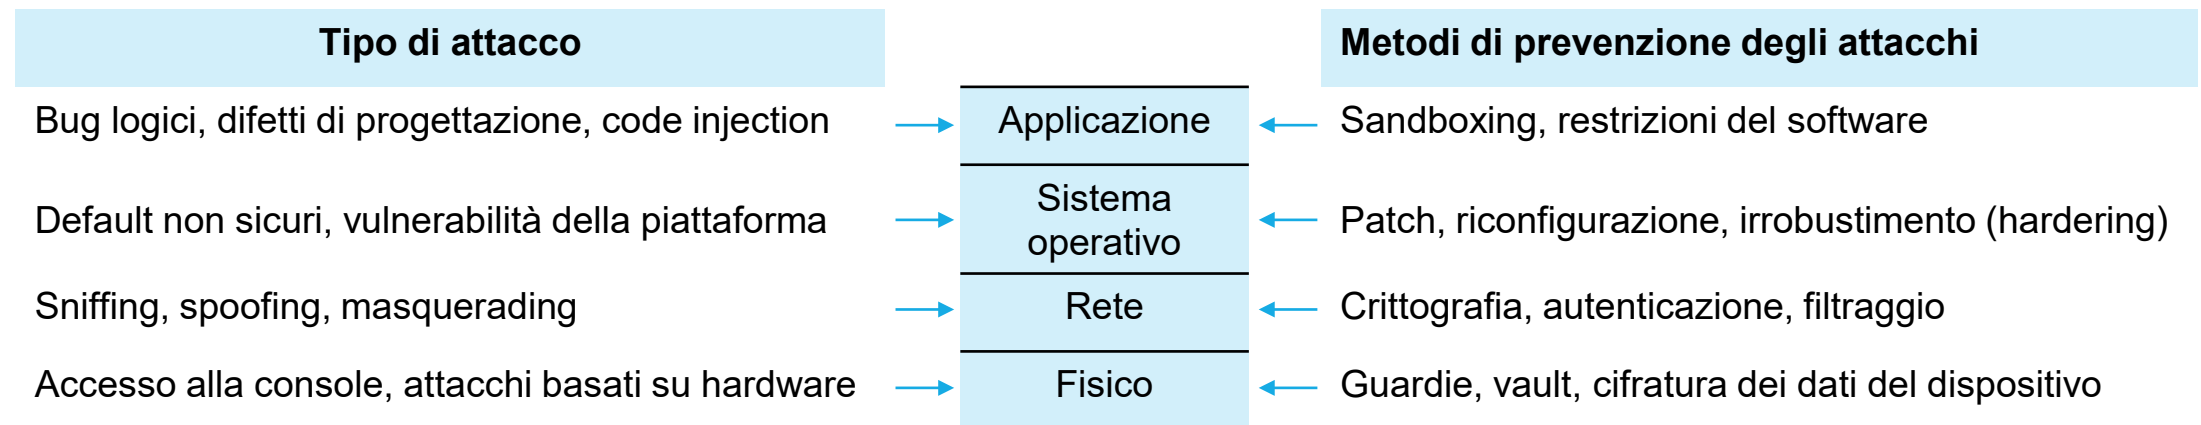 Tipo di attacco
Metodi di prevenzione degli attacchi
Bug logici, difetti di progettazione, code injection
Applicazione
Sandboxing, restrizioni del software
Default non sicuri, vulnerabilità della piattaforma
Sistema
operativo
Patch, riconfigurazione, irrobustimento (hardering)
Sniffing, spoofing, masquerading
Rete
Crittografia, autenticazione, filtraggio
Accesso alla console, attacchi basati su hardware
Fisico
Guardie, vault, cifratura dei dati del dispositivo